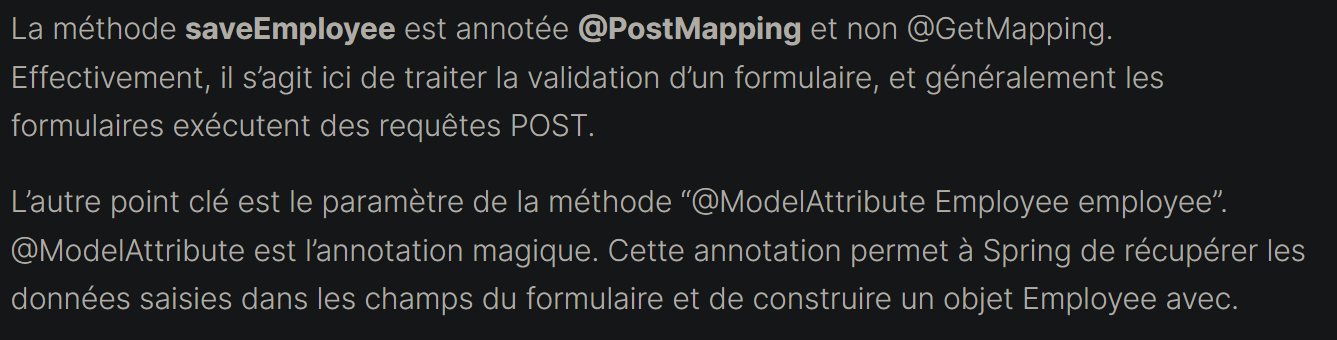 La méthode saveEmployee est annotée @PostMapping et non @GetMapping.
Effectivement, il s’agit ici de traiter la validation d’un formulaire, et généralement les
formulaires exécutent des requêtes POST.
L’autre point clé est le paramètre de la méthode “@ModelAttribute Employee employee”.
@ModelAttribute est l’annotation magique. Cette annotation permet à Spring de récupérer les
données saisies dans les champs du formulaire et de construire un objet Employee avec.